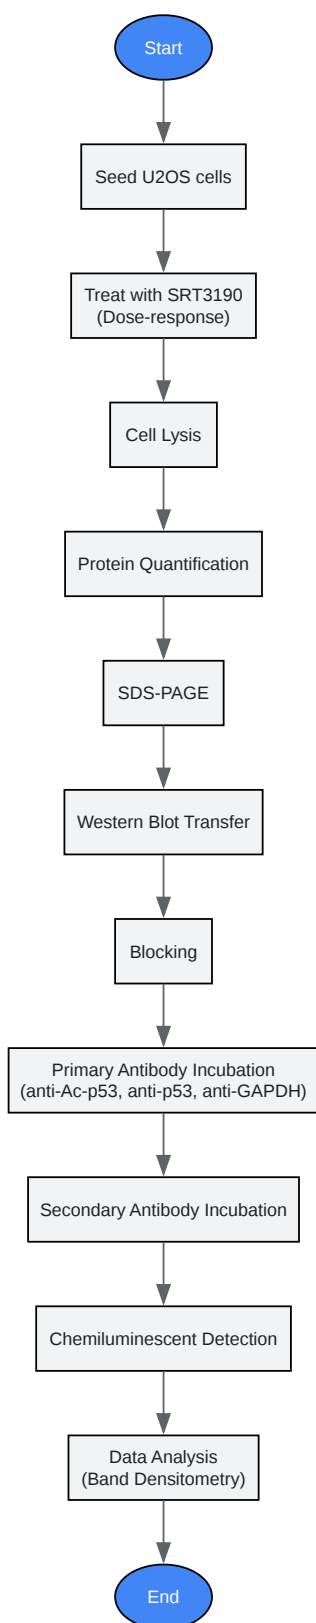 Start
Seed U2OS cells
Treat with SRT3190
(Dose-response)
Cell Lysis
Protein Quantification
SDS-PAGE
Western Blot Transfer
Blocking
Primary Antibody Incubation
(anti-Ac-p53, anti-p53, anti-GAPDH)
Secondary Antibody Incubation
Chemiluminescent Detection
Data Analysis
(Band Densitometry)
End